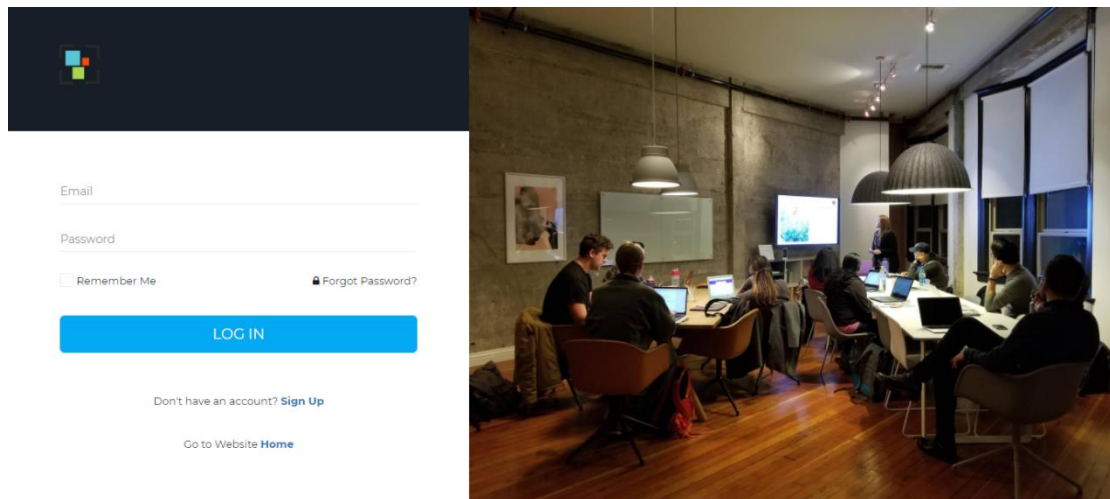 Email
Password
Remember Me
Forgot Password?
LOG IN
Don't have an account? Sign Up
Go to Website Home